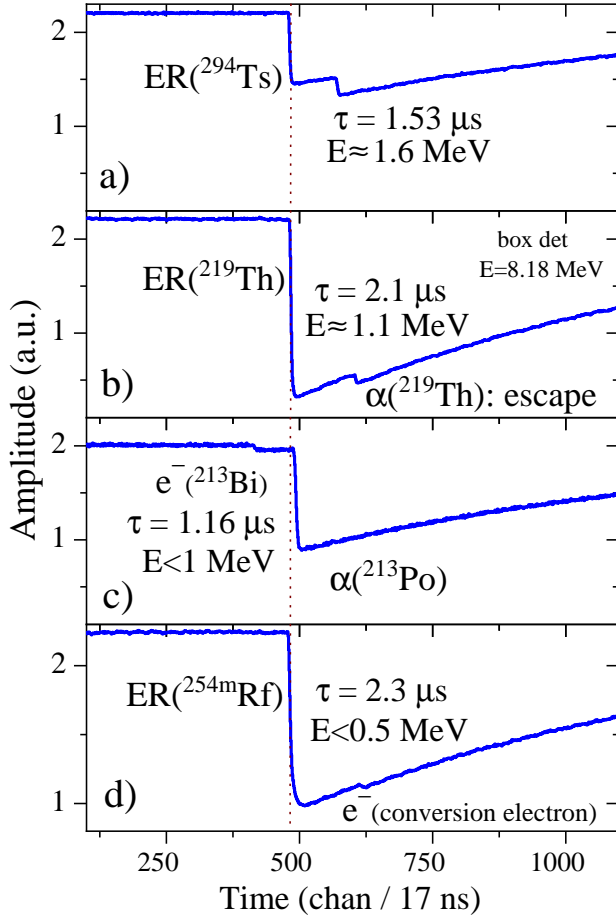 2
1
ER(²⁹⁴Ts)
τ = 1.53 μs
E≈1.6 MeV
a)
2
1
box det
E=8.18 MeV
ER(²¹⁹Th)
τ = 2.1 μs
E≈1.1 MeV
α(²¹⁹Th): escape
b)
2
1
e⁻(²¹³Bi)
τ = 1.16 μs
E<1 MeV
α(²¹³Po)
c)
2
1
ER(²⁵⁴ᵐRf)
τ = 2.3 μs
E<0.5 MeV
e⁻(conversion electron)
d)
250 500 750 1000
Time (chan / 17 ns)
Amplitude (a.u.)